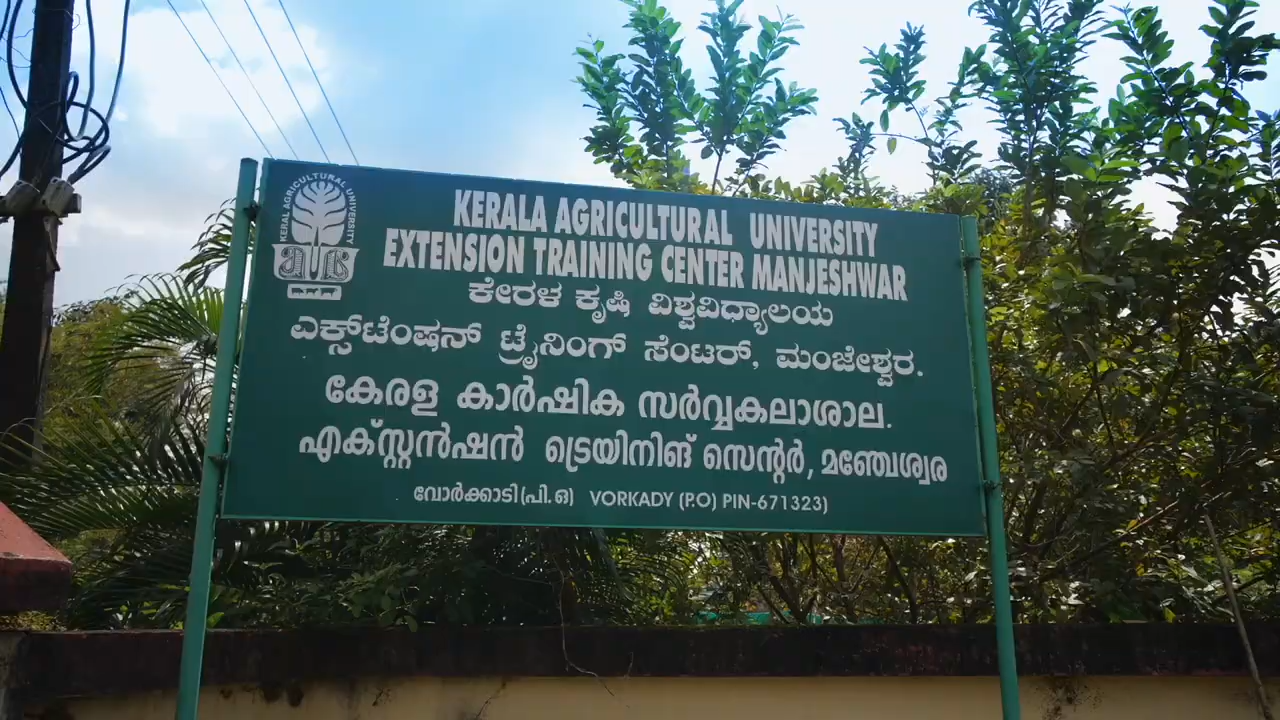 KERALA AGRICULTURAL UNIVERSITY
KERALA AGRICULTURAL UNIVERSITY
EXTENSION TRAINING CENTER MANJESHWAR
ಕೇರಳ ಕೃಷಿ ವಿಶ್ವವಿಧ್ಯಾಲಯ
ಎಕ್ಸ್‌ಟೆಂಷನ್ ಟ್ರೈನಿಂಗ್ ಸೆಂಟರ್, ಮಂಜೇಶ್ವರ.
കേരള കാർഷിക സർവ്വകലാശാല.
എക്സ്റ്റൻഷൻ ട്രെയിനിങ് സെന്റർ, മഞ്ചേശ്വര
വോർക്കാടി(പി.ഒ) VORKADY (P.O) PIN-671323)